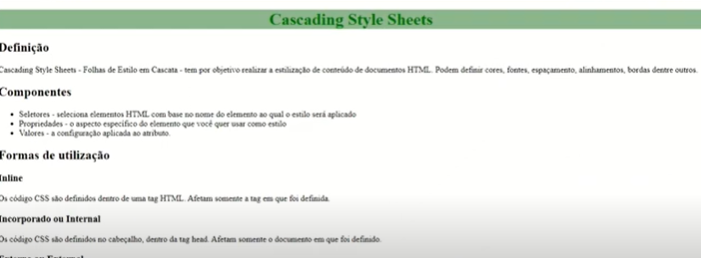 Cascading Style Sheets
Definição
Cascading Style Sheets - Folhas de Estilo em Cascata - tem por objetivo realizar a estilização de conteúdo de documentos HTML. Podem definir cores, fontes, espaçamento, alinhamentos, bordas dentre outros.
Componentes
Seletores - seleciona elementos HTML com base no nome do elemento ao qual o estilo será aplicado
Propriedades - o aspecto específico do elemento que você quer usar como estilo
Valores - a configuração aplicada ao atributo.
Formas de utilização
Inline
Os código CSS são definidos dentro de uma tag HTML. Afetam somente a tag em que foi definida.
Incorporado ou Internal
Os código CSS são definidos no cabeçalho, dentro da tag head. Afetam somente o documento em que foi definido.